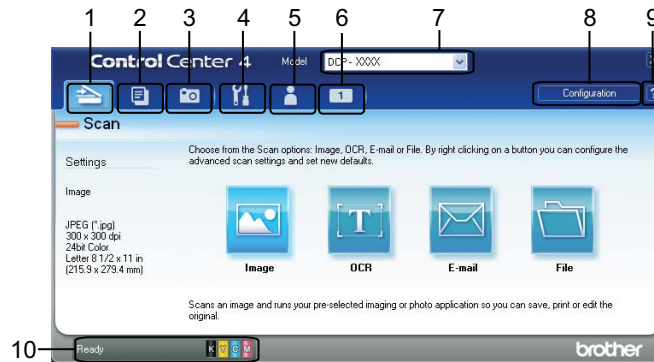 1 2 3 4 5 6 7 8 9
Control Center 4 Model DCP - XXXX
1 Configuration ?
Scan
Choose from the Scan options: Image, OCR, E-mail or File. By right clicking on a button you can configure the
advanced scan settings and set new defaults.
Settings
Image
JPEG (*.jpg)
300 x 300 dpi
24bit Color
Letter 8 1/2 x 11 in
(215.9 x 279.4 mm)
T
Image OCR E-mail File
Scans an image and runs your pre-selected imaging or photo application so you can save, print or edit the
original.
10 Ready K Y C M brother